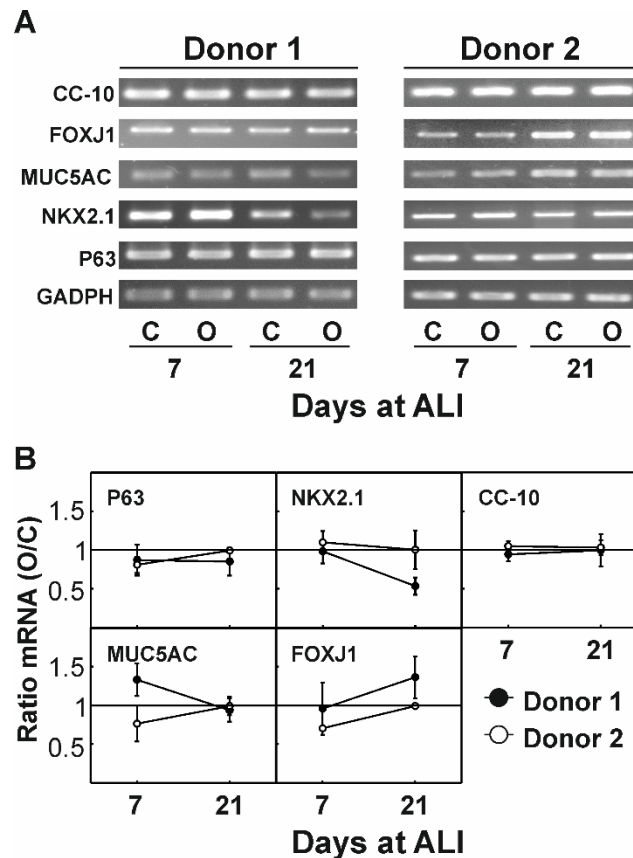 A
Donor 1 Donor 2
CC-10
FOXJ1
MUC5AC
NKX2.1
P63
GADPH
C O C O C O C O
7 21 7 21
Days at ALI
B
P63 NKX2.1 CC-10
1.5
1
0.5
7 21
MUC5AC FOXJ1
1.5
1
0.5
Donor 1
Donor 2
7 21 7 21
Ratio mRNA (O/C)
Days at ALI